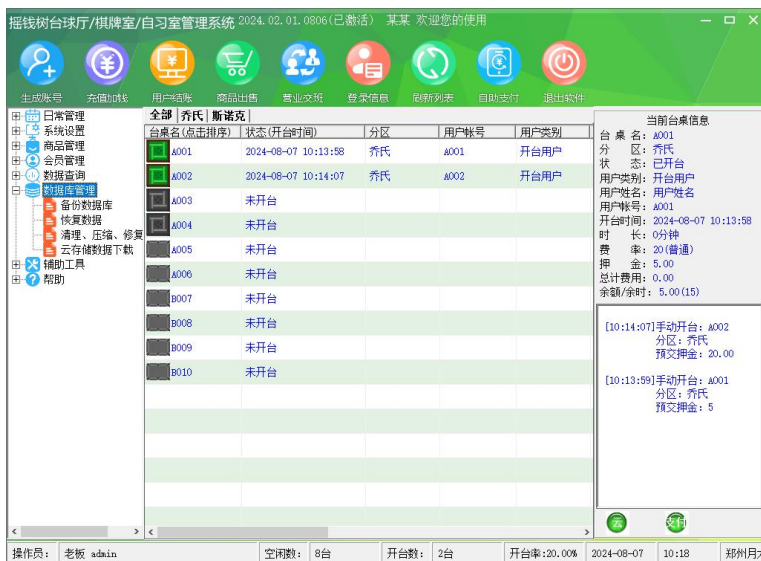 摇钱树台球厅/棋牌室/自习室管理系统 2024.02.01.0806(已激活) 某某 欢迎您的使用
生成账号 充值加钱 用户结账 商品出售 营业交班 登录信息 刷新列表 自助支付 退出软件
日常管理
系统设置
商品管理
会员管理
数据查询
数据库管理
备份数据库
恢复数据
清理、压缩、修复
云存储数据下载
辅助工具
帮助
全部 乔氏 斯诺克
台桌名(点击排序) 状态(开台时间) 分区 用户帐号 用户类别
A001 2024-08-07 10:13:58 乔氏 A001 开台用户
A002 2024-08-07 10:14:07 乔氏 A002 开台用户
A003 未开台
A004 未开台
A005 未开台
A006 未开台
B007 未开台
B008 未开台
B009 未开台
B010 未开台
当前台桌信息
台桌名: A001
分区: 乔氏
状态: 已开台
用户类别: 开台用户
用户姓名: 用户姓名
用户帐号: A001
开台时间: 2024-08-07 10:13:58
时长: 0分钟
费率: 20(普通)
押金: 5.00
总计费用: 0.00
余额/余时: 5.00(15)
[10:14:07]手动开台: A002
分区: 乔氏
预交押金: 20.00
[10:13:59]手动开台: A001
分区: 乔氏
预交押金: 5
云 支付
操作员: 老板 admin 空闲数: 8台 开台数: 2台 开台率:20.00% 2024-08-07 10:18 郑州月